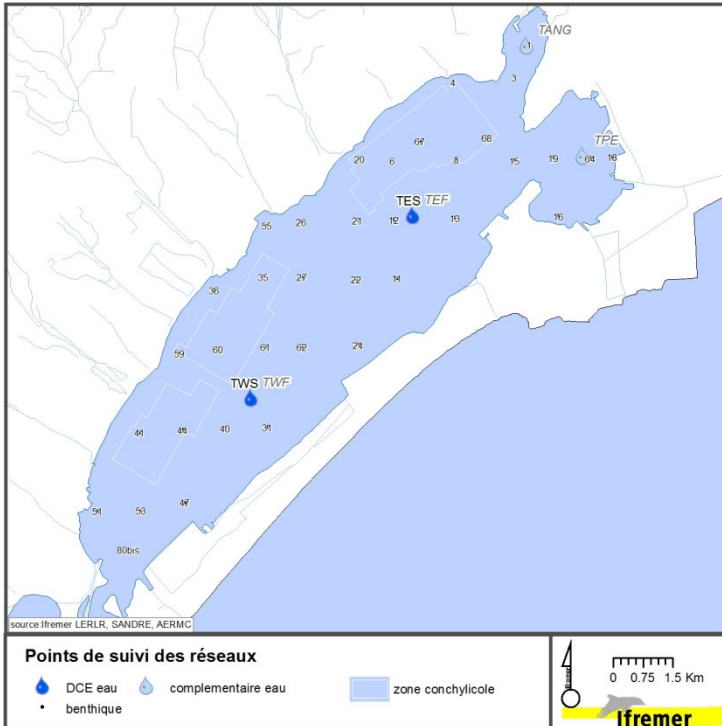 TANG
1
3
4
TPE
67
68
20
6
8
15
19
64
18
TES TEF
55
26
21
12
13
16
36
35
27
22
14
59
60
61
62
24
TWS TWF
41
44
40
31
51
53
47
80bis
source:Ifremer LERLR, SANDRE, AERMC
Points de suivi des réseaux
DCE eau
complementaire eau
zone conchylicole
benthique
0 0.75 1.5 Km
Ifremer